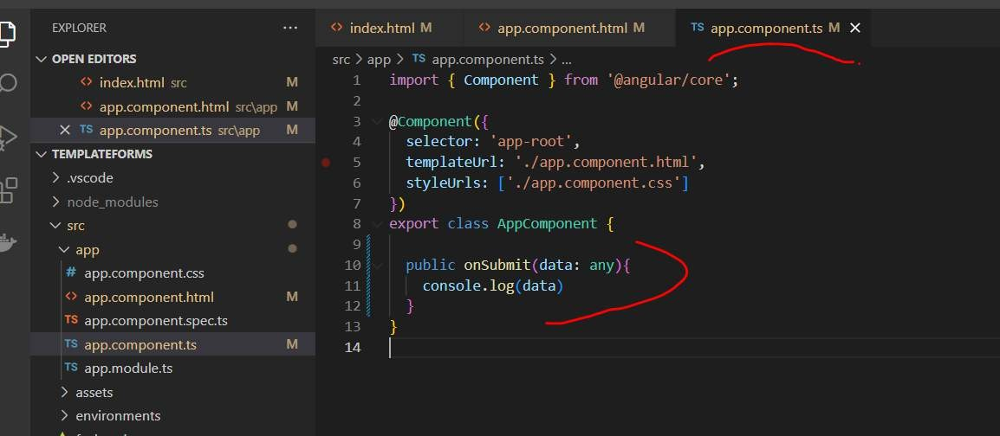 EXPLORER
OPEN EDITORS
index.html src M
app.component.html src\app M
TS app.component.ts src\app M
TEMPLATEFORMS
.vscode
node_modules
src
app
# app.component.css
app.component.html M
TS app.component.spec.ts
TS app.component.ts M
TS app.module.ts
assets
environments
index.html M app.component.html M TS app.component.ts M
src > app > TS app.component.ts > ...
1 import { Component } from '@angular/core';
2
3 @Component({
4 selector: 'app-root',
5 templateUrl: './app.component.html',
6 styleUrls: ['./app.component.css']
7 })
8 export class AppComponent {
9
10 public onSubmit(data: any){
11 console.log(data)
12 }
13 }
14